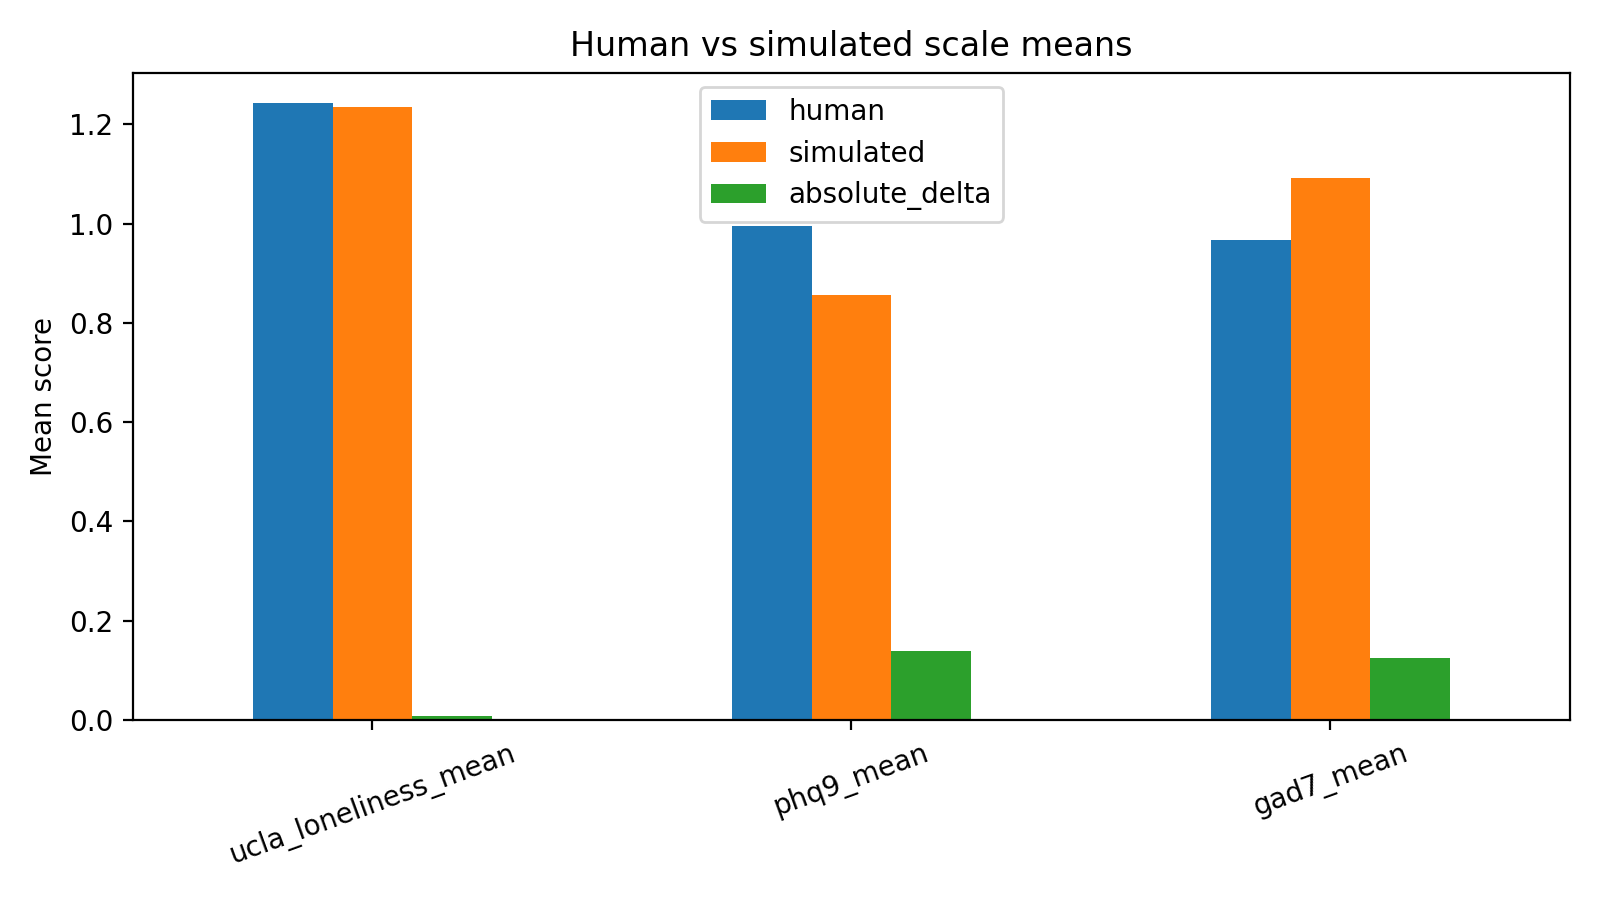 Human vs simulated scale means
human
simulated
absolute_delta
Mean score
1.2
1.0
0.8
0.6
0.4
0.2
0.0
ucla_loneliness_mean
phq9_mean
gad7_mean